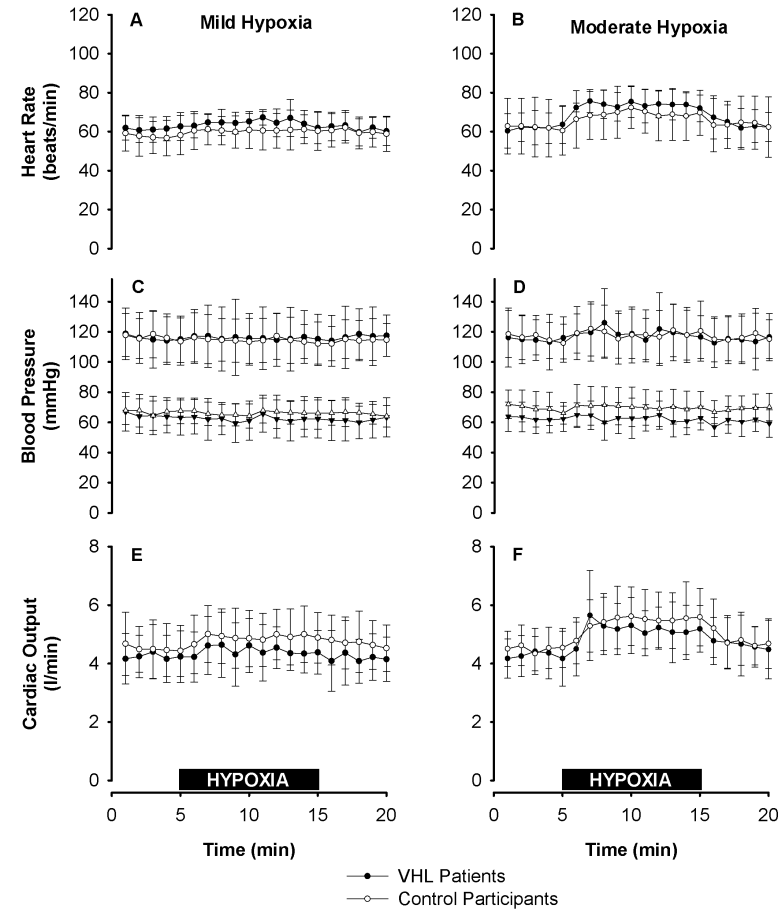 A
Mild Hypoxia
B
Moderate Hypoxia
Heart Rate
(beats/min)
120
100
80
60
40
20
0
120
100
80
60
40
20
0
C
D
Blood Pressure
(mmHg)
140
120
100
80
60
40
20
0
140
120
100
80
60
40
20
0
E
F
Cardiac Output
(l/min)
8
6
4
2
0
8
6
4
2
0
HYPOXIA
HYPOXIA
0 5 10 15 20
0 5 10 15 20
Time (min)
Time (min)
VHL Patients
Control Participants